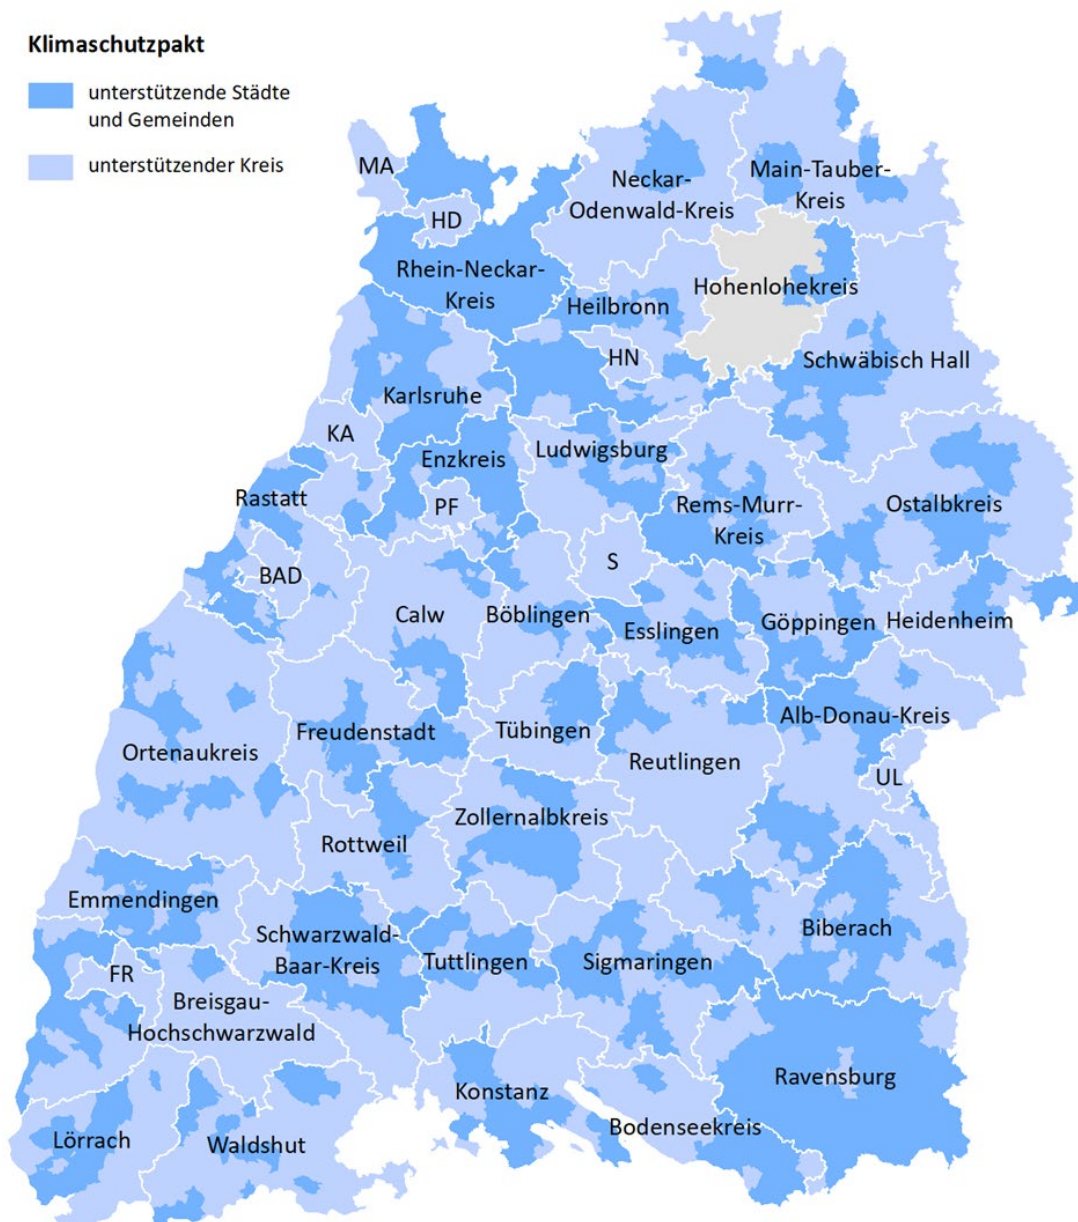 Klimaschutzpakt
unterstützende Städte
und Gemeinden
unterstützender Kreis
MA
Neckar-
Odenwald-Kreis
Main-Tauber-
Kreis
HD
Rhein-Neckar-
Kreis
Hohenlohekreis
Heilbronn
HN
Schwäbisch Hall
Karlsruhe
KA
Enzkreis
Ludwigsburg
Rastatt
PF
Rems-Murr-
Kreis
Ostalbkreis
BAD
S
Calw
Böblingen
Esslingen
Göppingen
Heidenheim
Ortenaukreis
Freudenstadt
Tübingen
Reutlingen
Alb-Donau-Kreis
UL
Rottweil
Zollernalbkreis
Emmendingen
Schwarzwald-
Baar-Kreis
Tuttlingen
Sigmaringen
Biberach
FR
Breisgau-
Hochschwarzwald
Konstanz
Ravensburg
Lörrach
Waldshut
Bodenseekreis